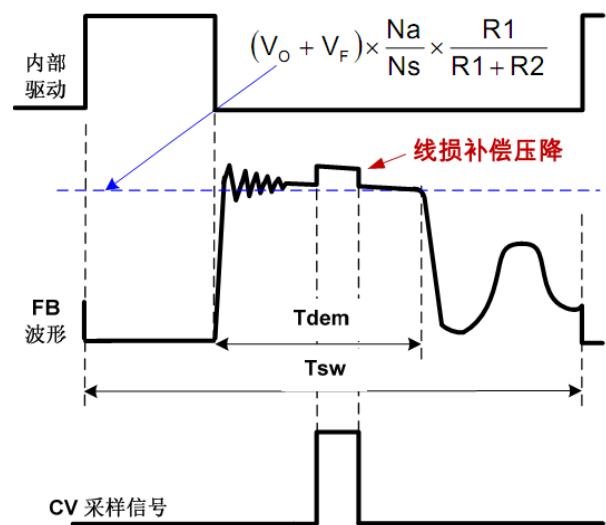 内部
驱动
(V_O + V_F) × Na/Ns × R1/(R1 + R2)
线损补偿压降
FB
波形
Tdem
Tsw
CV 采样信号